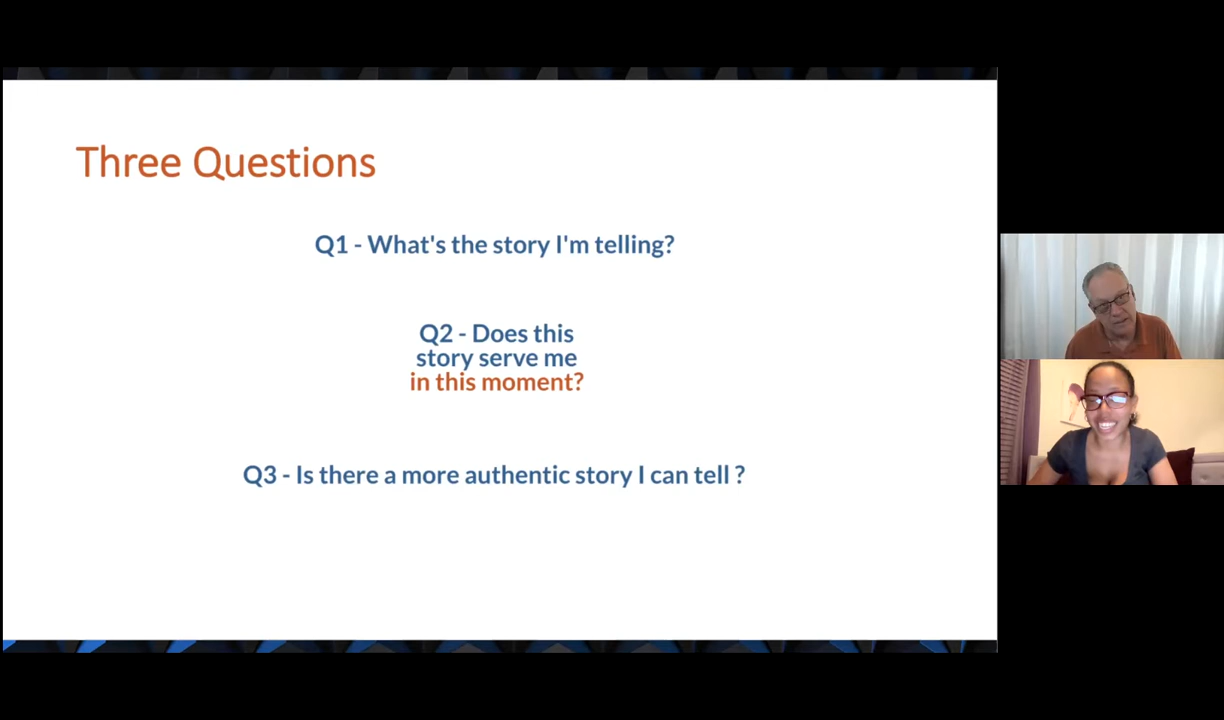 Three Questions
Q1 - What's the story I'm telling?
Q2 - Does this
story serve me
in this moment?
Q3 - Is there a more authentic story I can tell ?